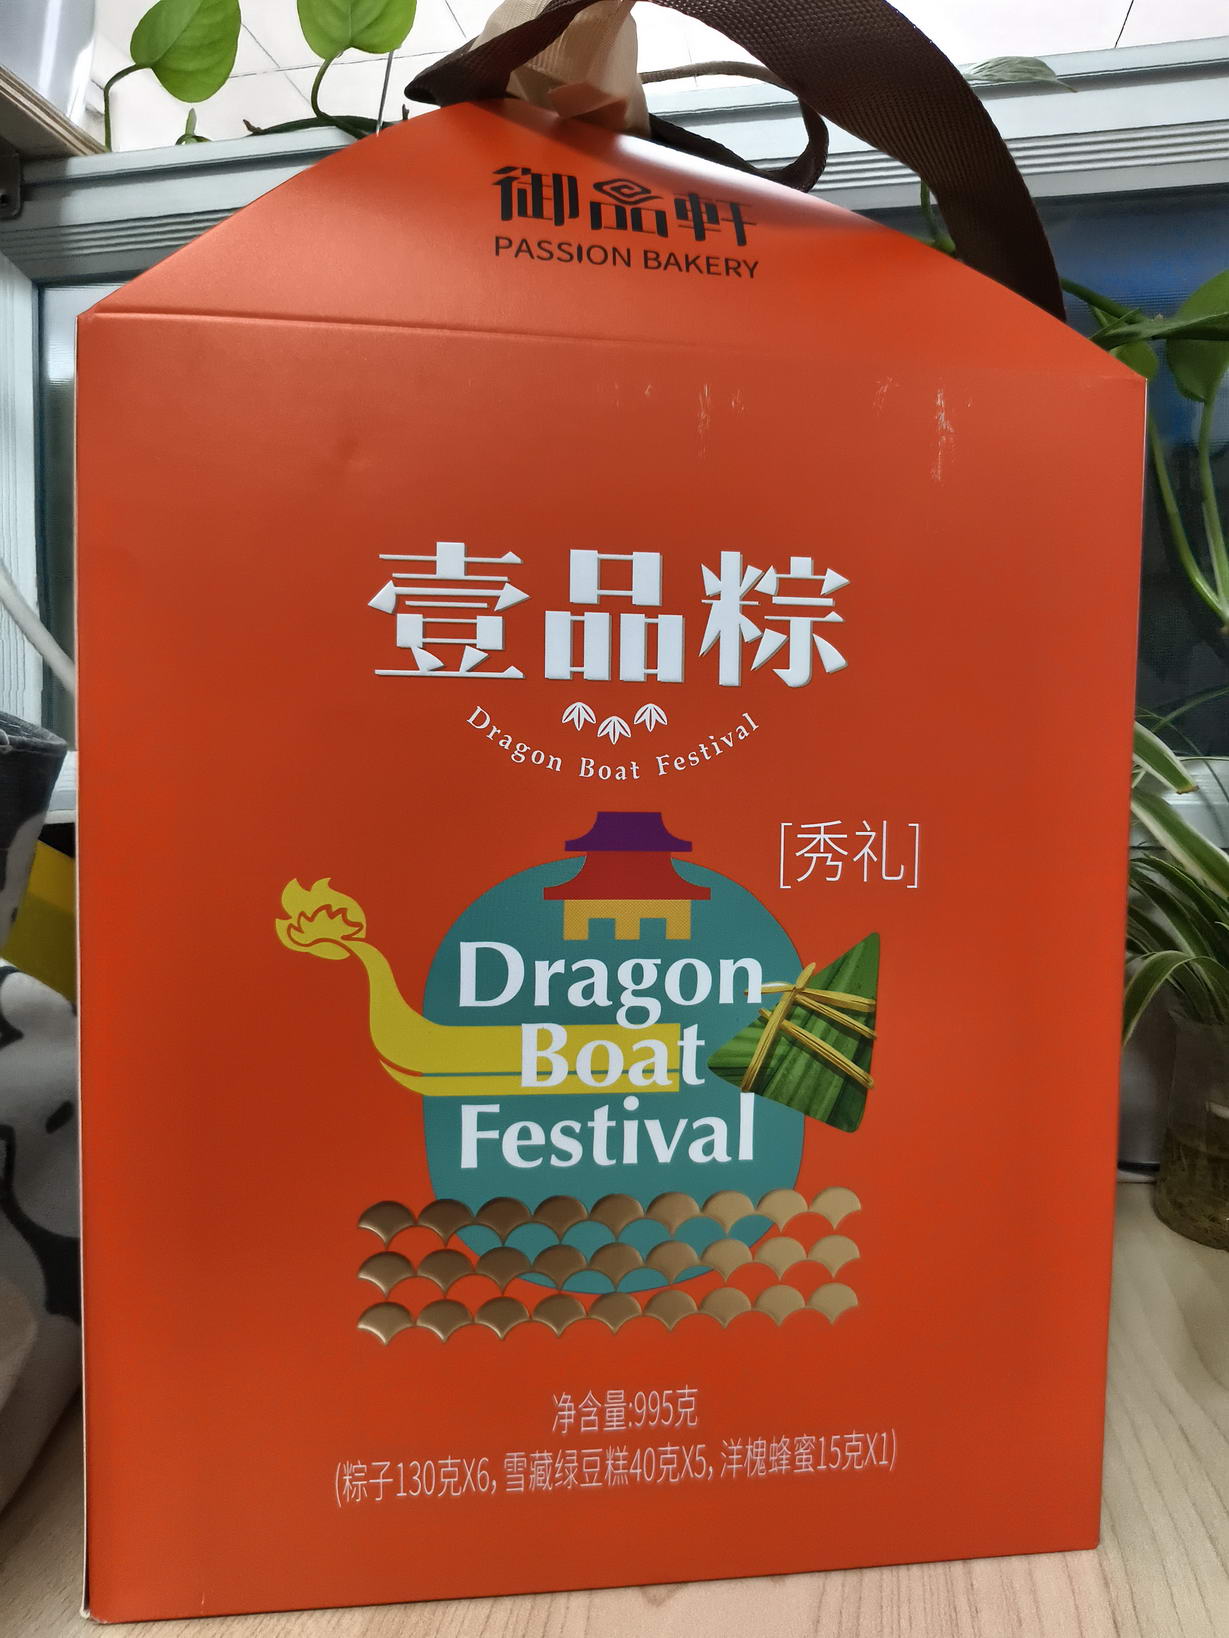 御品軒
PASSION BAKERY
壹品粽
Dragon Boat Festival
[秀礼]
Dragon
Boat
Festival
净含量:995克
(粽子130克X6, 雪藏绿豆糕40克X5, 洋槐蜂蜜15克X1)